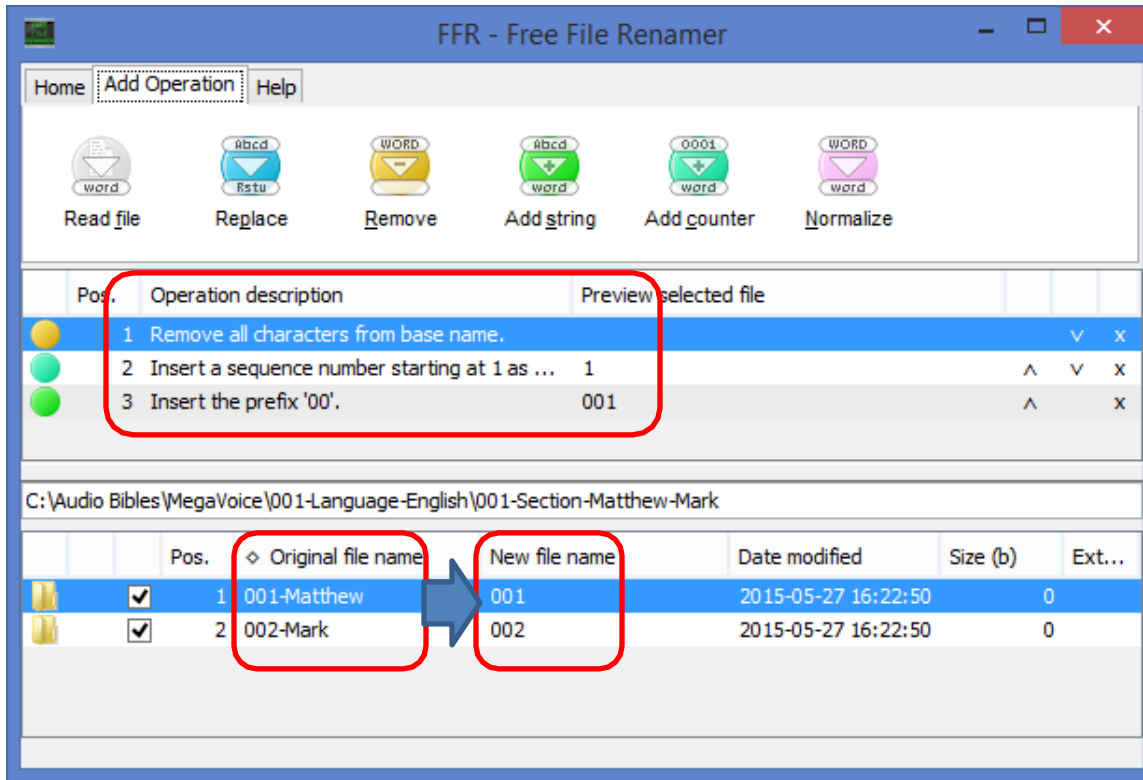 FFR - Free File Renamer
Home Add Operation Help
Abcd WORD Abcd 0001 WORD
word Rstu word word word
Read file Replace Remove Add string Add counter Normalize
Pos. Operation description Preview selected file
1 Remove all characters from base name. v x
2 Insert a sequence number starting at 1 as ... 1 ʌ v x
3 Insert the prefix '00'. 001 ʌ x
C:\Audio Bibles\MegaVoice\001-Language-English\001-Section-Matthew-Mark
Pos. Original file name New file name Date modified Size (b) Ext...
1 001-Matthew 001 2015-05-27 16:22:50 0
2 002-Mark 002 2015-05-27 16:22:50 0